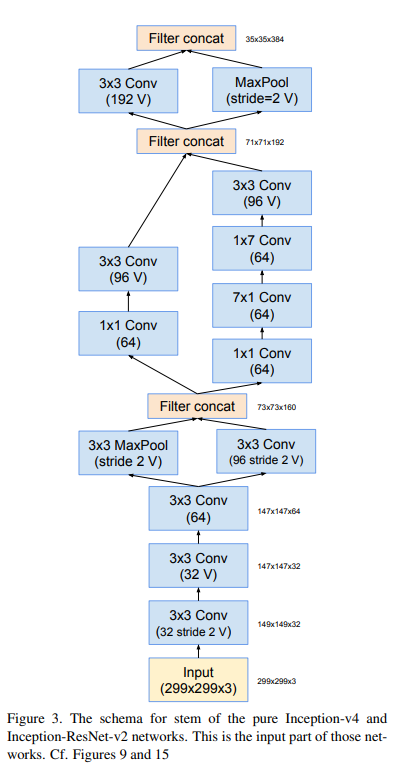 Filter concat 35x35x384
3x3 Conv
(192 V)
MaxPool
(stride=2 V)
Filter concat 71x71x192
3x3 Conv
(96 V)
1x7 Conv
(64)
3x3 Conv
(96 V)
7x1 Conv
(64)
1x1 Conv
(64)
1x1 Conv
(64)
Filter concat 73x73x160
3x3 MaxPool
(stride 2 V)
3x3 Conv
(96 stride 2 V)
3x3 Conv
(64)
147x147x64
3x3 Conv
(32 V)
147x147x32
3x3 Conv
(32 stride 2 V)
149x149x32
Input
(299x299x3)
299x299x3
Figure 3. The schema for stem of the pure Inception-v4 and
Inception-ResNet-v2 networks. This is the input part of those net-
works. Cf. Figures 9 and 15